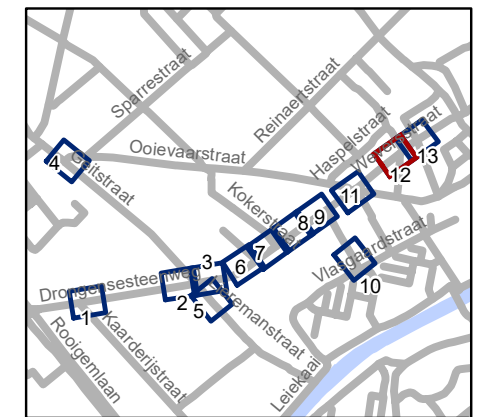 Sparrestraat
Reinaertstraat
Haspelstraat
Weverstraat
13
12
4
Geitstraat
Ooievaarstraat
Kokerstraat
11
8 9
7
6
Vlasgaardstraat
10
3
Drongensesteenweg
2
5
1
Rooigemlaan
Kaarderijstraat
Leiekaai